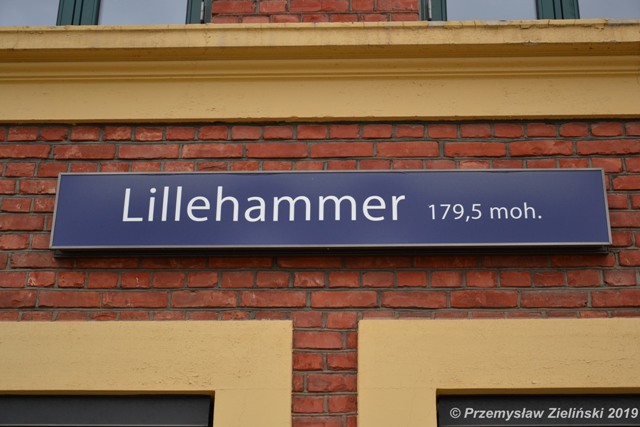 Lillehammer 179,5 moh.
© Przemysław Zieliński 2019